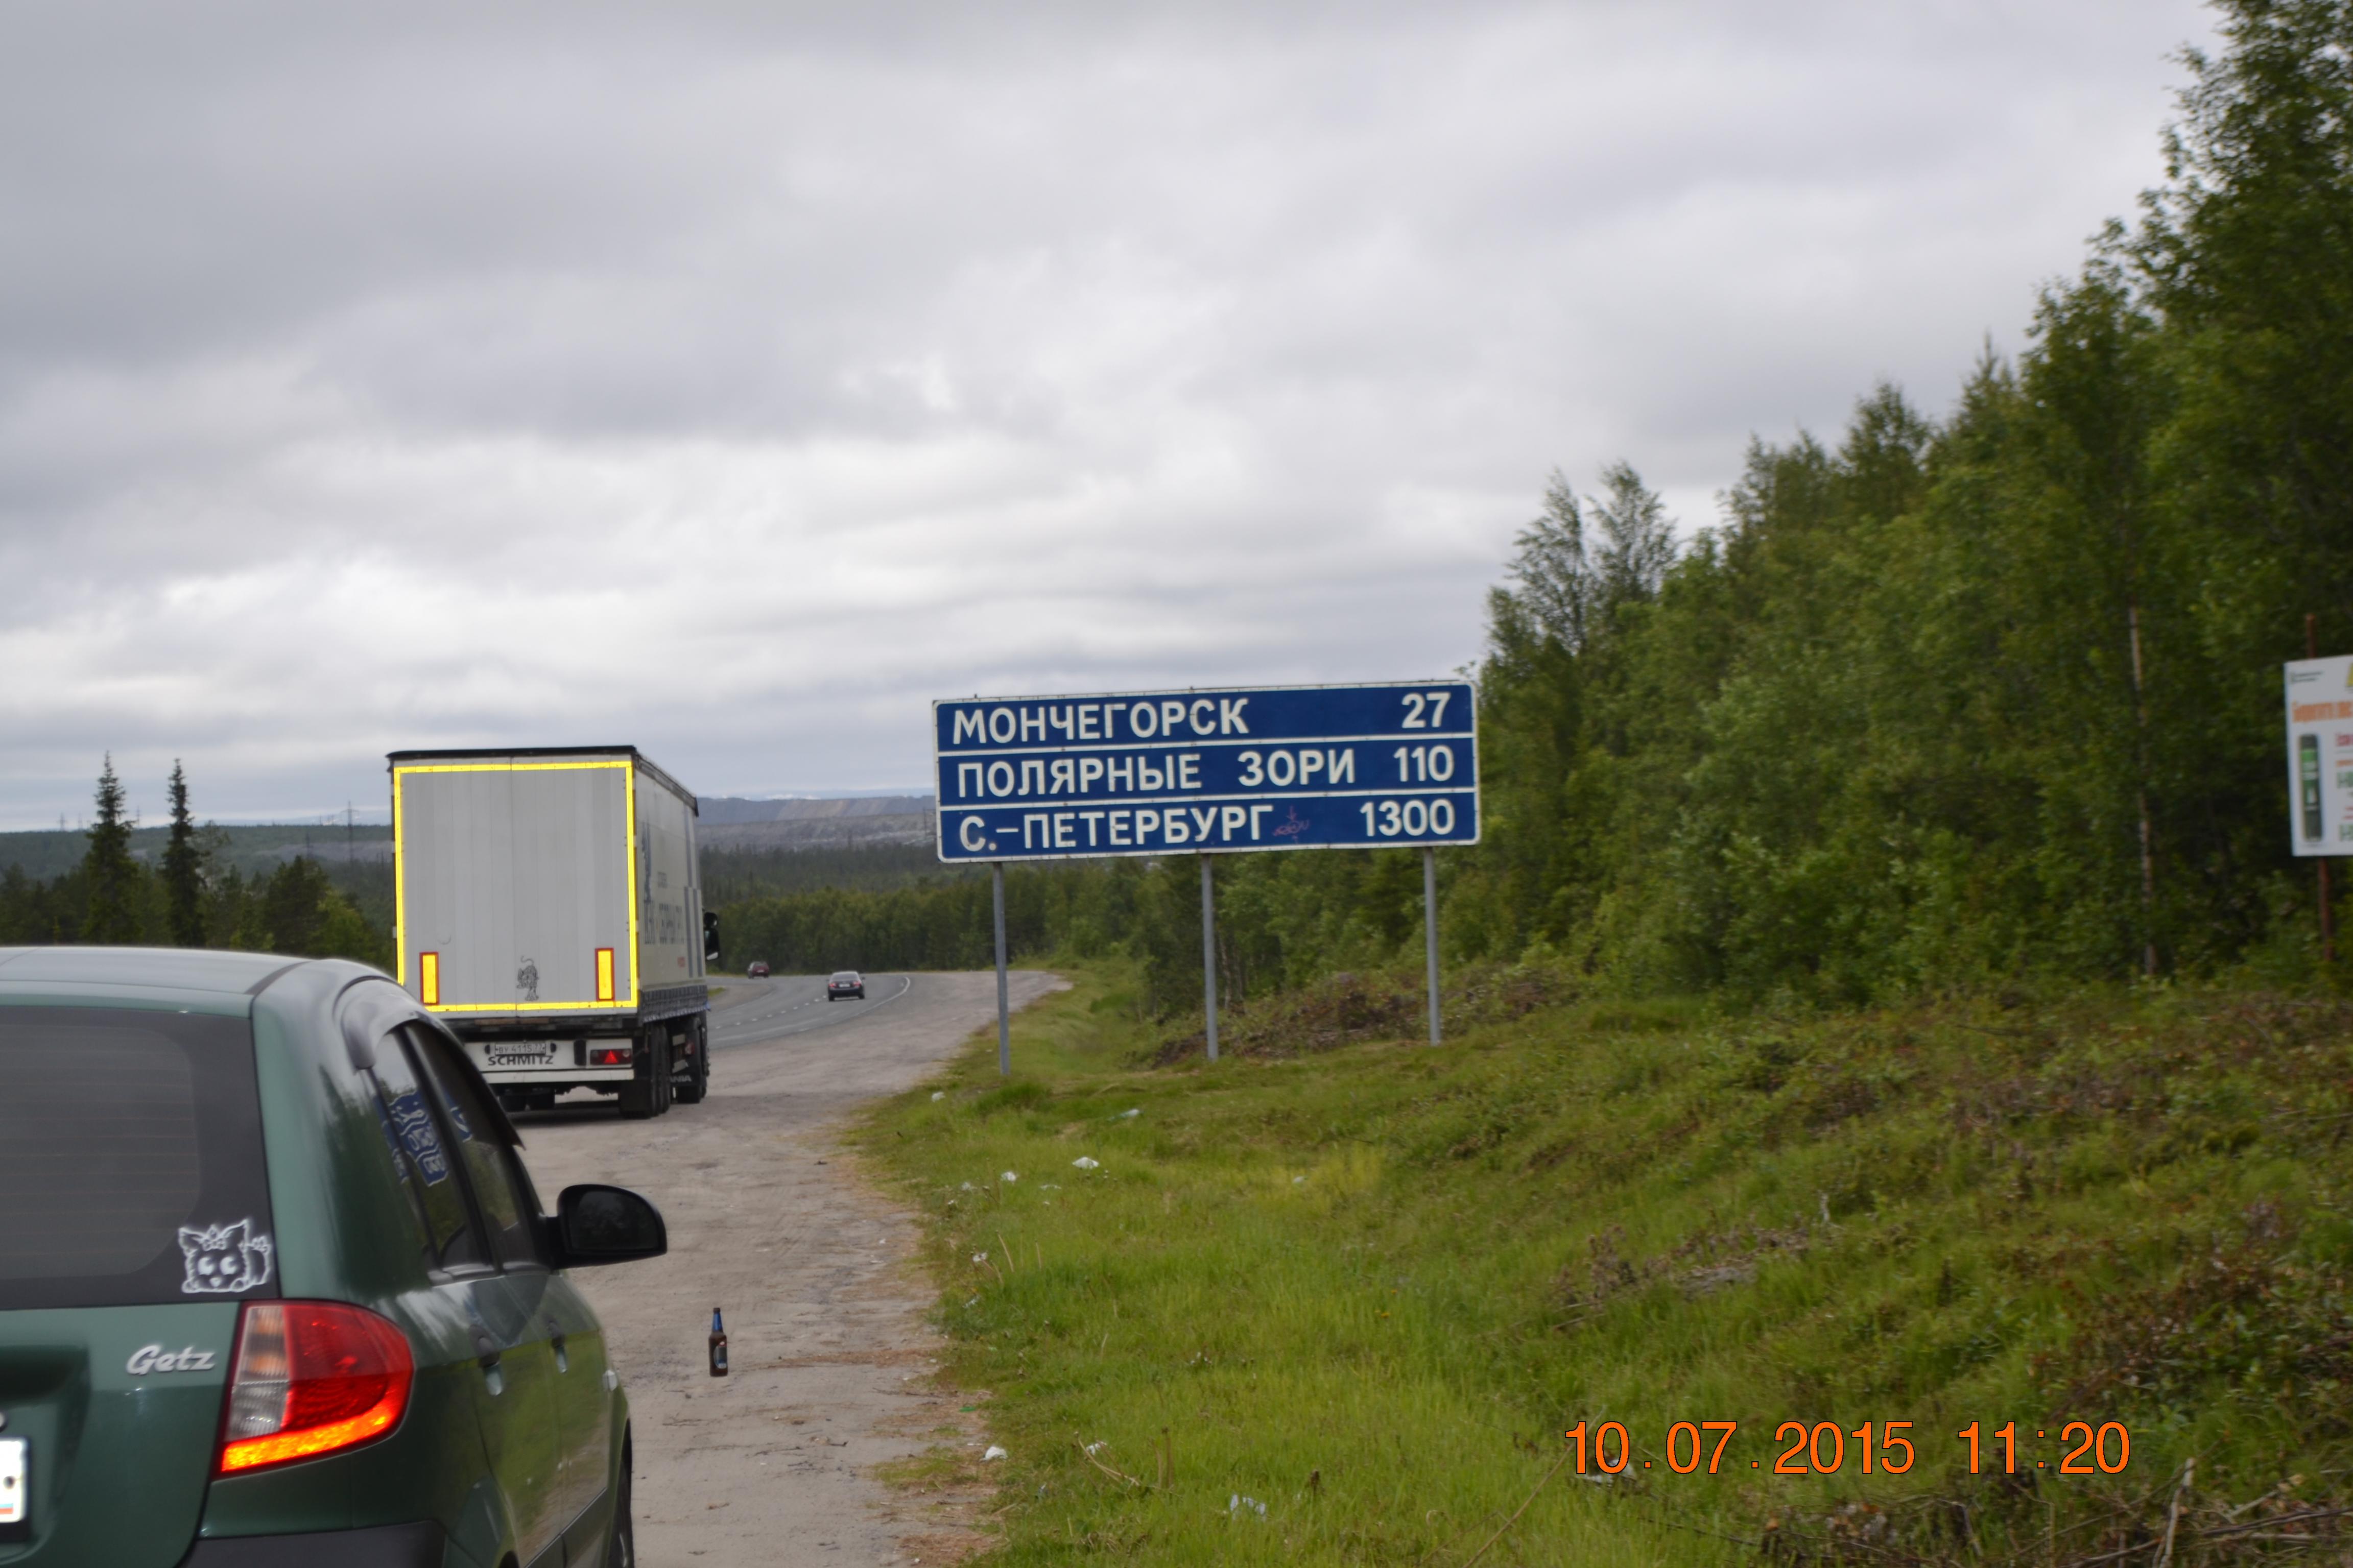 МОНЧЕГОРСК 27
ПОЛЯРНЫЕ ЗОРИ 110
С.-ПЕТЕРБУРГ 1300
SCHMITZ
Getz
10.07.2015 11:20